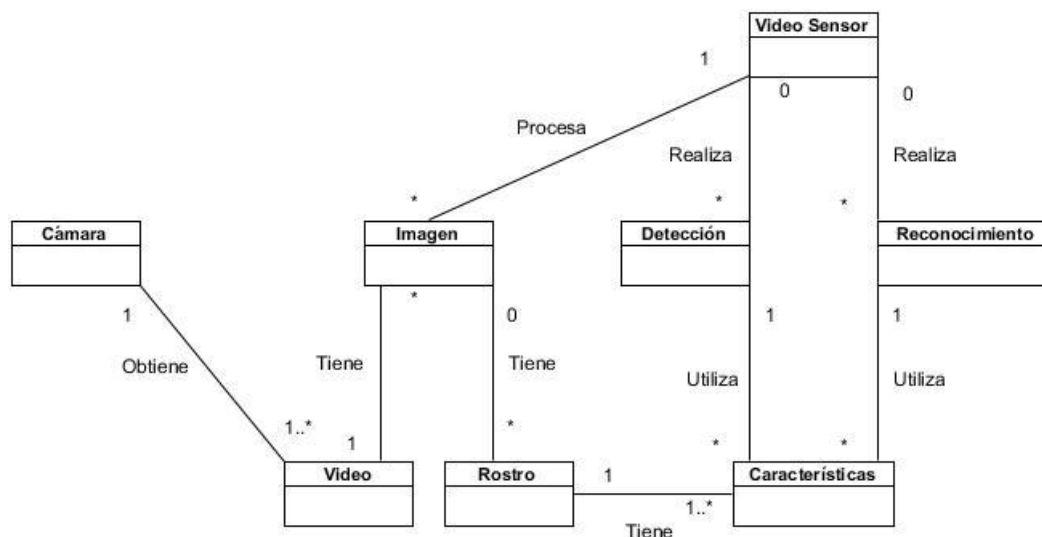 Video Sensor
1
0
0
Procesa
Realiza
Realiza
*
*
*
Cámara
Imagen
Detección
Reconocimiento
1
*
0
1
1
Obtiene
Tiene
Tiene
Utiliza
Utiliza
1..*
1
*
*
*
Video
Rostro
Características
1
1..*
Tiene